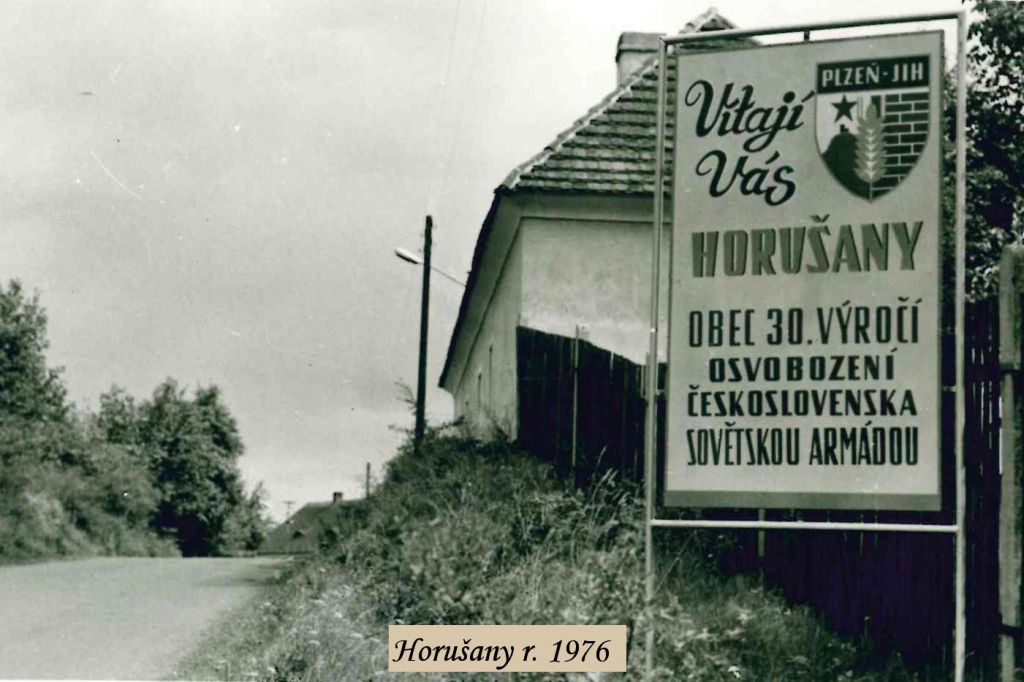 PLZEŇ-JIH
Vítají
Vás
HORUŠANY
OBEC 30. VÝROČÍ
OSVOBOZENÍ
ČESKOSLOVENSKA
SOVĚTSKOU ARMÁDOU
Horušany r. 1976